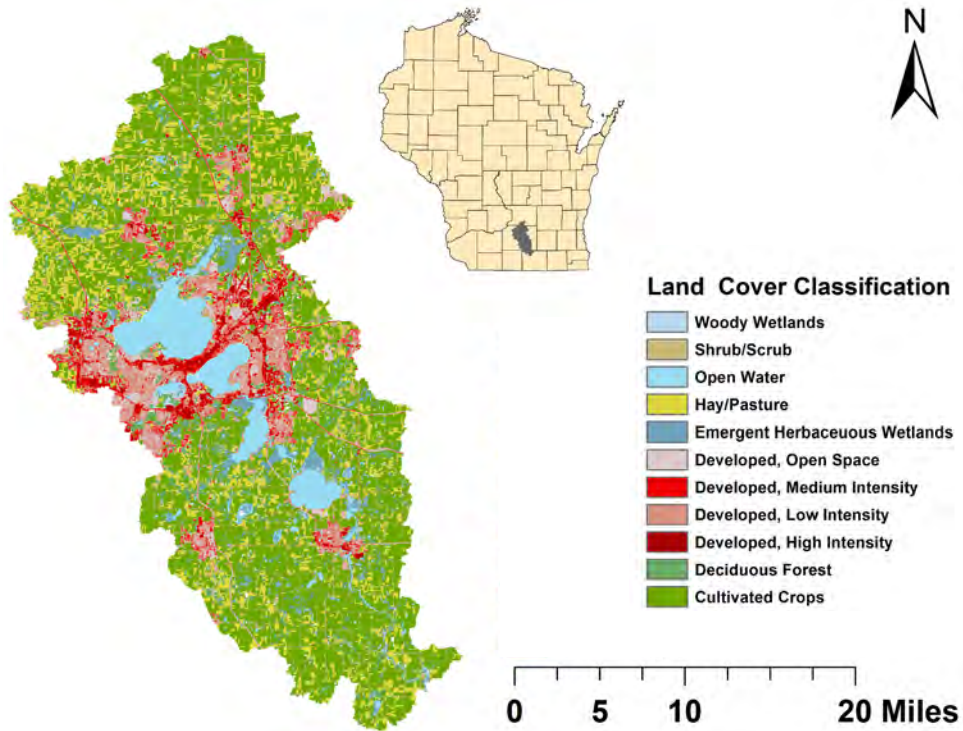 N
Land Cover Classification
Woody Wetlands
Shrub/Scrub
Open Water
Hay/Pasture
Emergent Herbaceuous Wetlands
Developed, Open Space
Developed, Medium Intensity
Developed, Low Intensity
Developed, High Intensity
Deciduous Forest
Cultivated Crops
0 5 10 20 Miles